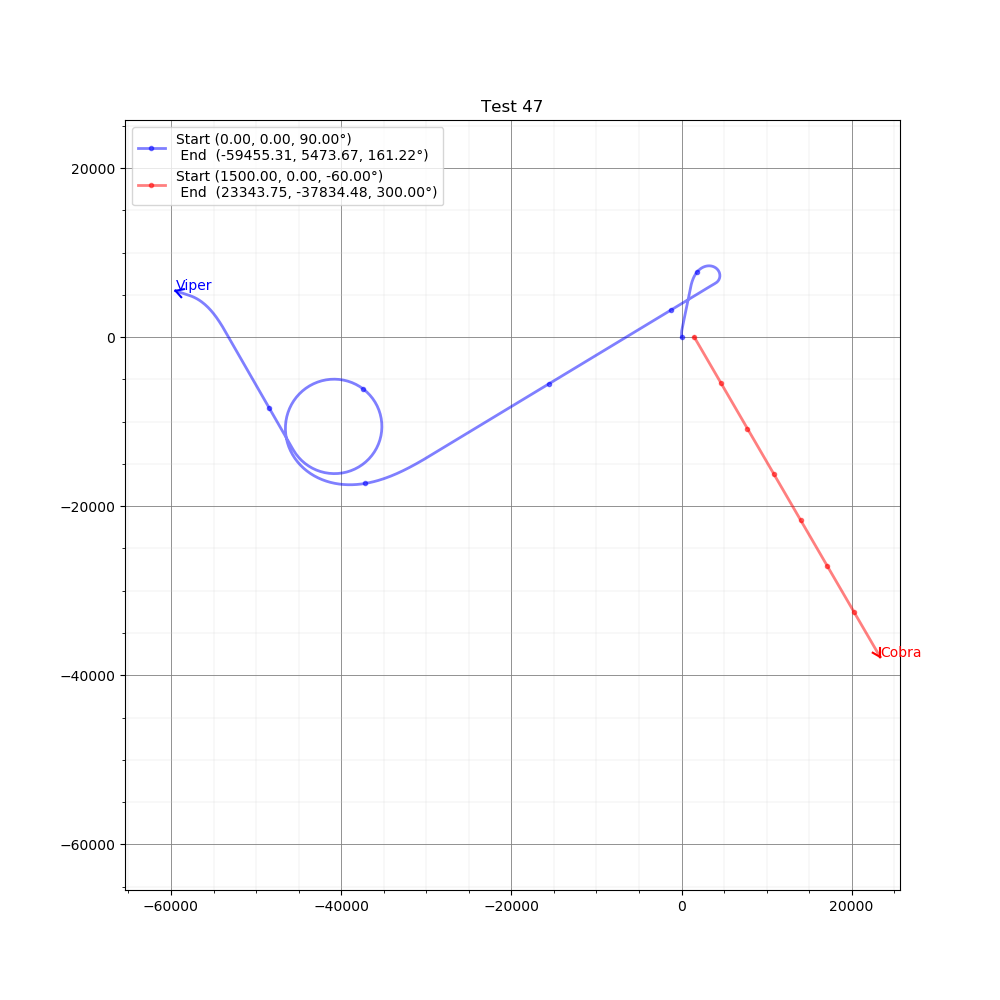 Test 47
Start (0.00, 0.00, 90.00°)
End (-59455.31, 5473.67, 161.22°)
Start (1500.00, 0.00, -60.00°)
End (23343.75, -37834.48, 300.00°)
20000
Viper
0
−20000
Cobra
−40000
−60000
−60000 −40000 −20000 0 20000